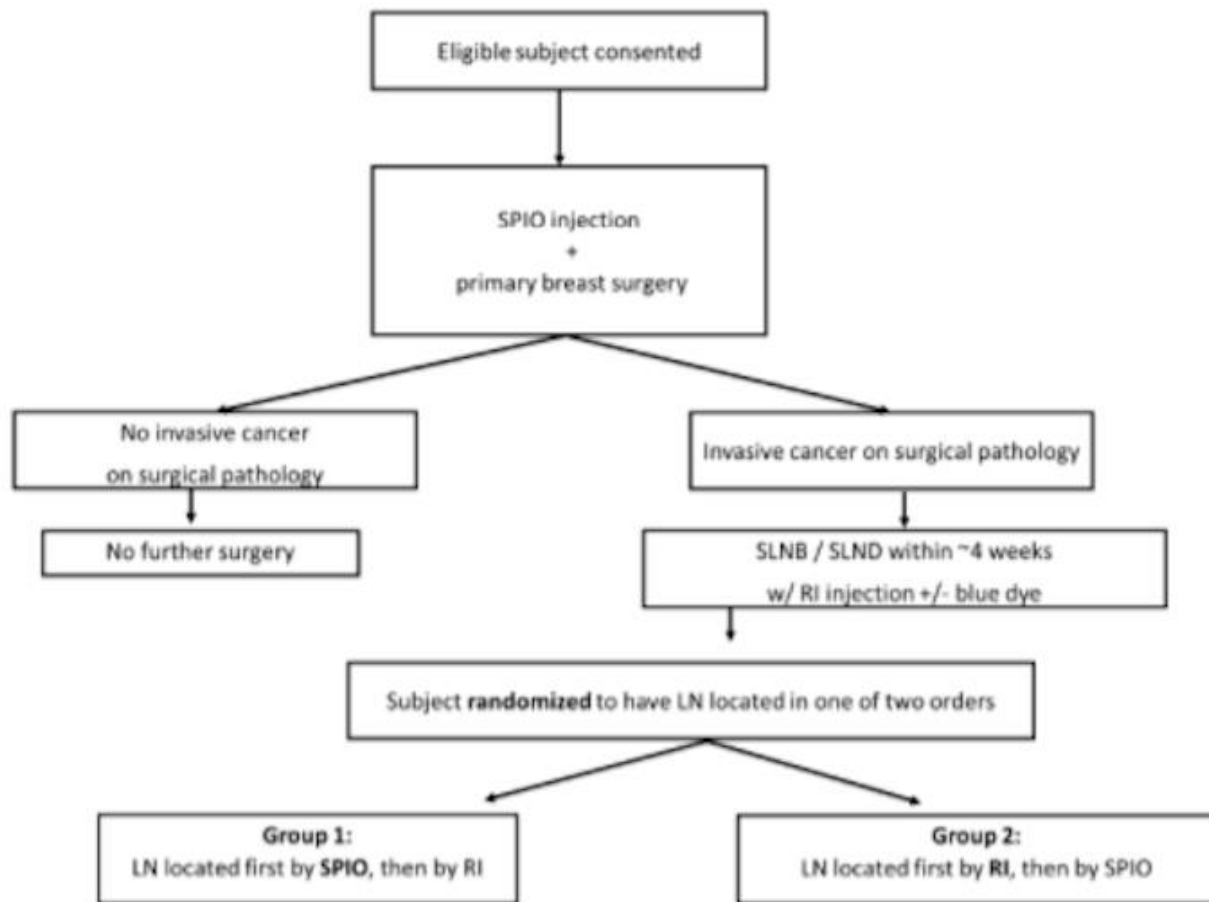 Eligible subject consented
SPIO injection
+
primary breast surgery
No invasive cancer
on surgical pathology
Invasive cancer on surgical pathology
No further surgery
SLNB / SLND within ~4 weeks
w/ RI injection +/- blue dye
Subject randomized to have LN located in one of two orders
Group 1:
LN located first by SPIO, then by RI
Group 2:
LN located first by RI, then by SPIO